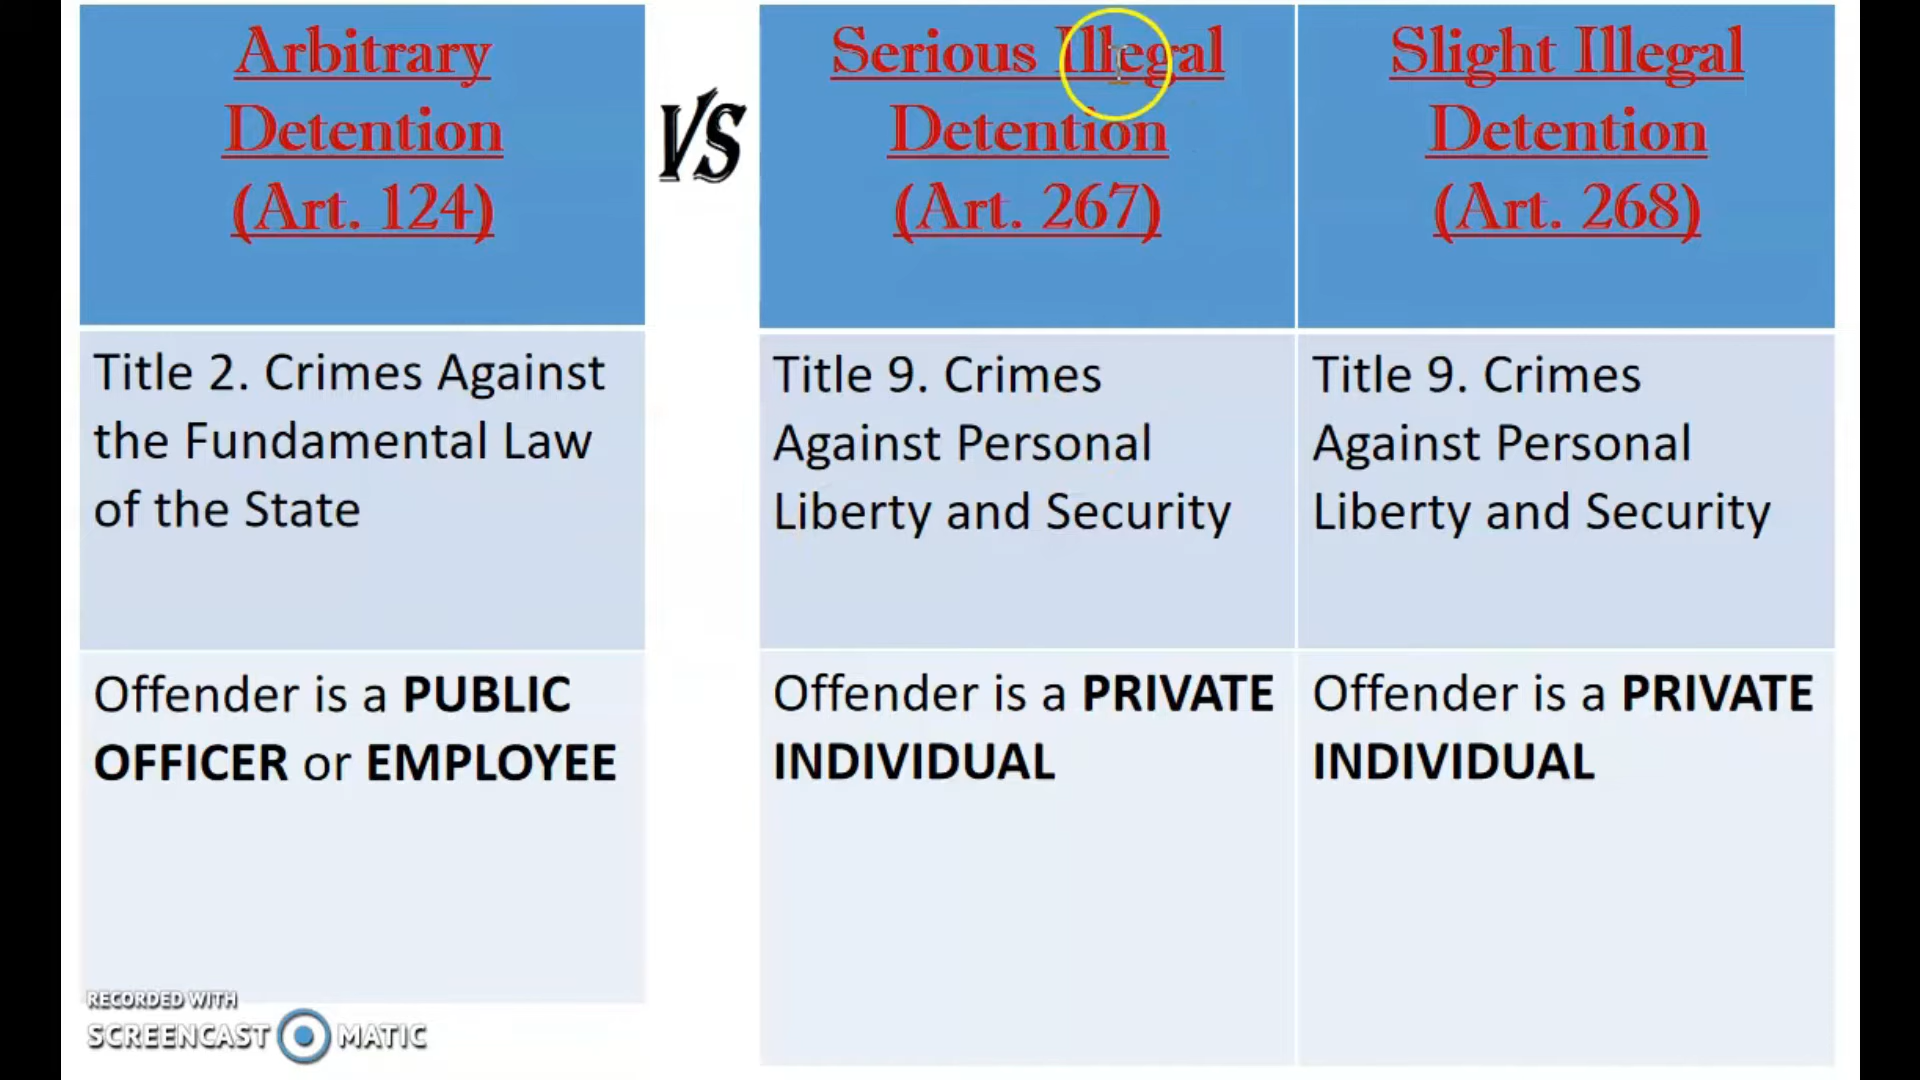 Arbitrary
Detention
(Art. 124)
VS
Serious Illegal
Detention
(Art. 267)
Slight Illegal
Detention
(Art. 268)
Title 2. Crimes Against
the Fundamental Law
of the State
Title 9. Crimes
Against Personal
Liberty and Security
Title 9. Crimes
Against Personal
Liberty and Security
Offender is a PUBLIC
OFFICER or EMPLOYEE
Offender is a PRIVATE
INDIVIDUAL
Offender is a PRIVATE
INDIVIDUAL
RECORDED WITH
SCREENCAST MATIC